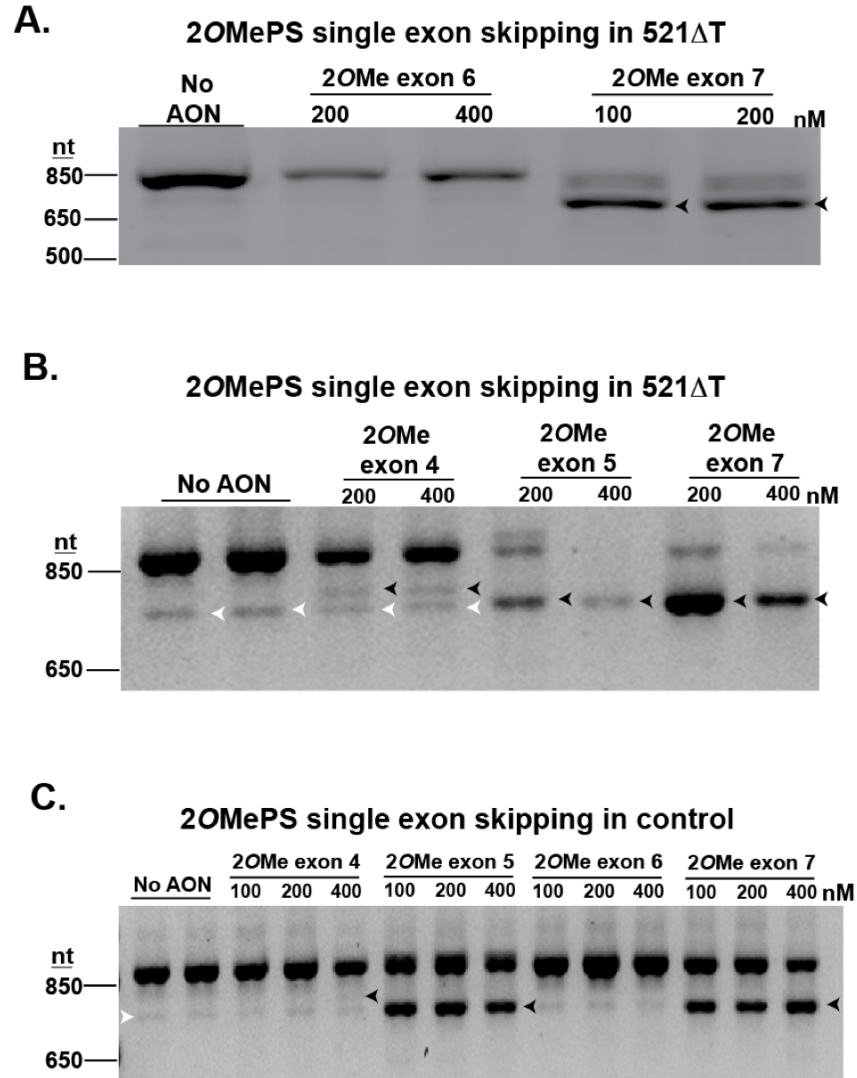 A.
2OMePS single exon skipping in 521ΔT
No AON 2OMe exon 6 2OMe exon 7
200 400 100 200 nM
nt
850
650
500
B.
2OMePS single exon skipping in 521ΔT
No AON 2OMe exon 4 2OMe exon 5 2OMe exon 7
200 400 200 400 200 400 nM
nt
850
650
C.
2OMePS single exon skipping in control
No AON 2OMe exon 4 2OMe exon 5 2OMe exon 6 2OMe exon 7
100 200 400 100 200 400 100 200 400 100 200 400 nM
nt
850
650